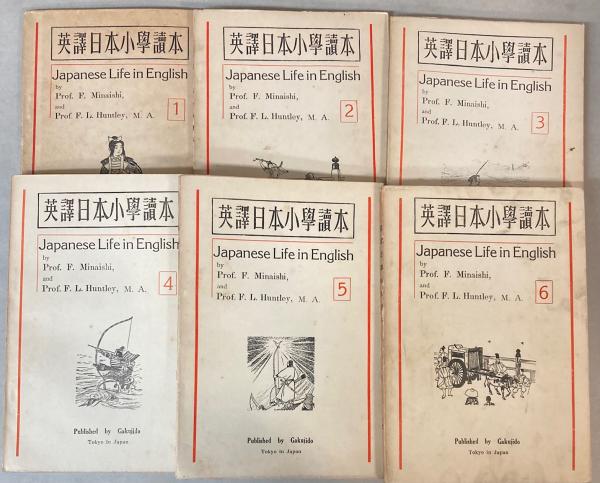 英譯日本小學讀本
Japanese Life in English
by
Prof. F. Minaishi,
and
Prof. F. L. Huntley, M. A.
1
英譯日本小學讀本
Japanese Life in English
by
Prof. F. Minaishi,
and
Prof. F. L. Huntley, M. A.
2
英譯日本小學讀本
Japanese Life in English
by
Prof. F. Minaishi,
and
Prof. F. L. Huntley, M. A.
3
英譯日本小學讀本
Japanese Life in English
by
Prof. F. Minaishi,
and
Prof. F. L. Huntley, M. A.
4
Published by Gakujido
Tokyo in Japan
英譯日本小學讀本
Japanese Life in English
by
Prof. F. Minaishi,
and
Prof. F. L. Huntley, M. A.
5
Published by Gakujido
Tokyo in Japan
英譯日本小學讀本
Japanese Life in English
by
Prof. F. Minaishi,
and
Prof. F. L. Huntley, M. A.
6
Published by Gakujido
Tokyo in Japan